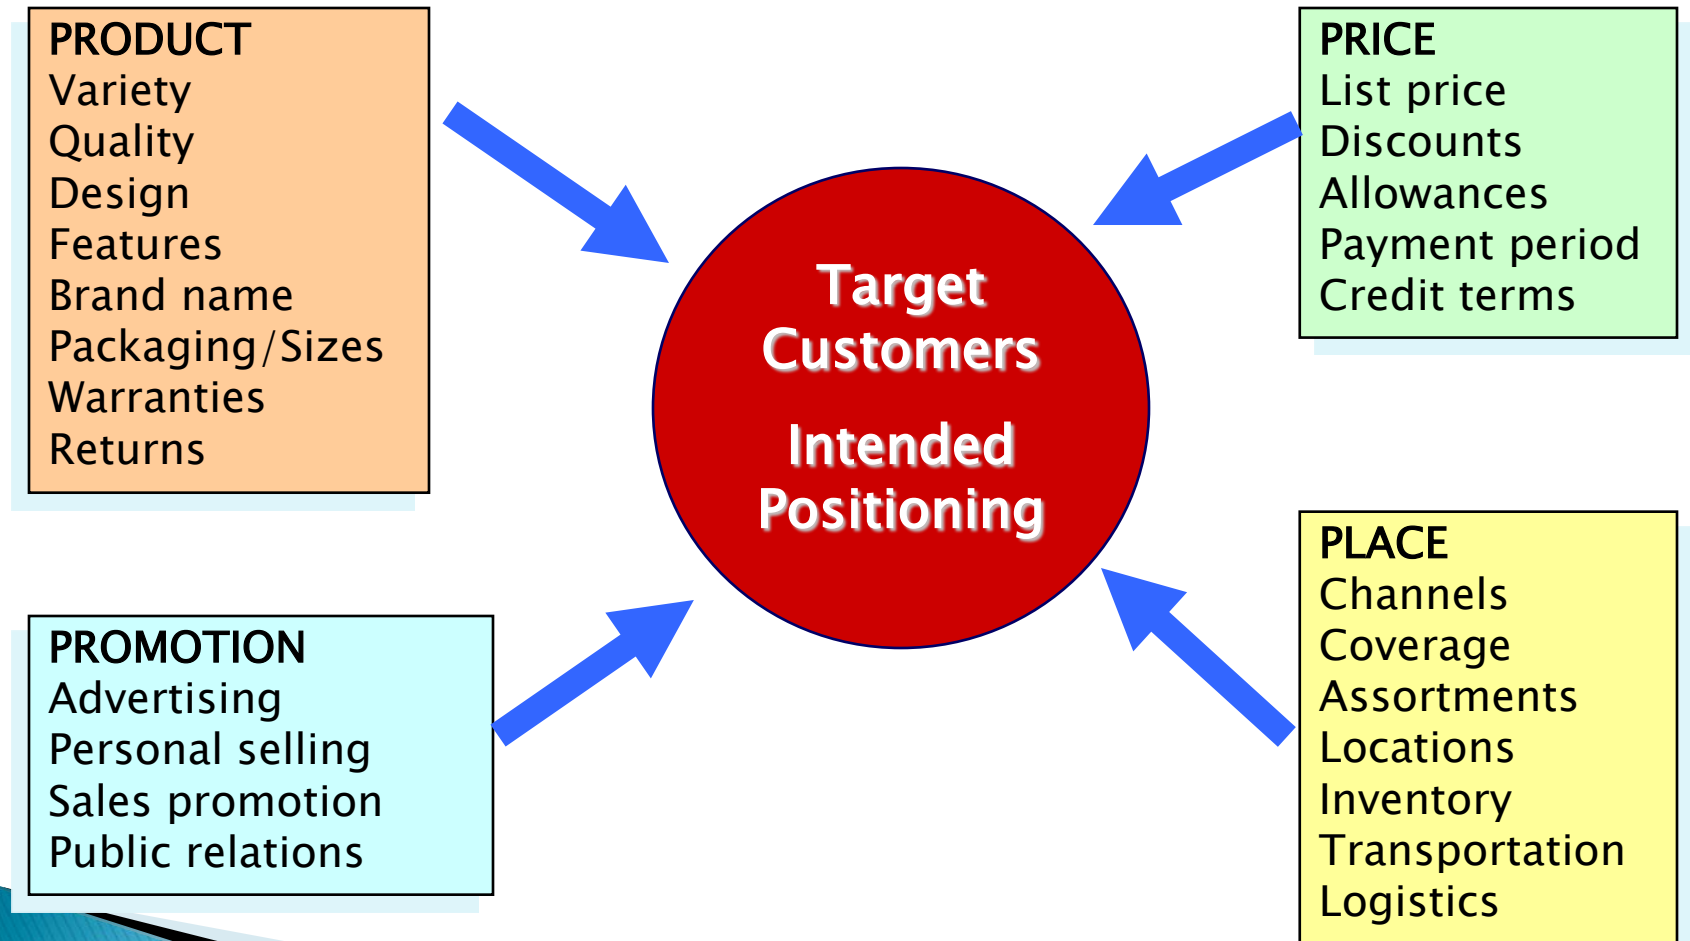 PRODUCT
Variety
Quality
Design
Features
Brand name
Packaging/Sizes
Warranties
Returns
PRICE
List price
Discounts
Allowances
Payment period
Credit terms
Target
Customers
Intended
Positioning
PROMOTION
Advertising
Personal selling
Sales promotion
Public relations
PLACE
Channels
Coverage
Assortments
Locations
Inventory
Transportation
Logistics